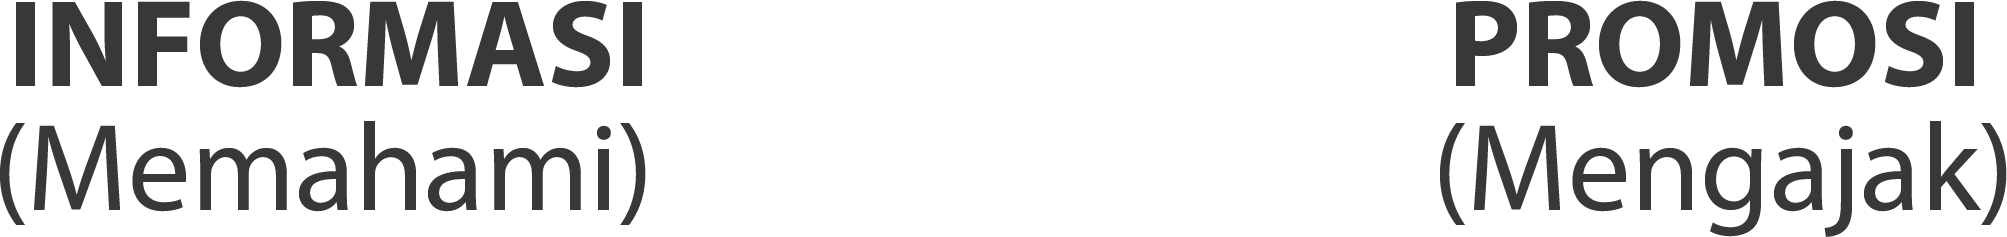 INFORMASI
(Memahami)
PROMOSI
(Mengajak)